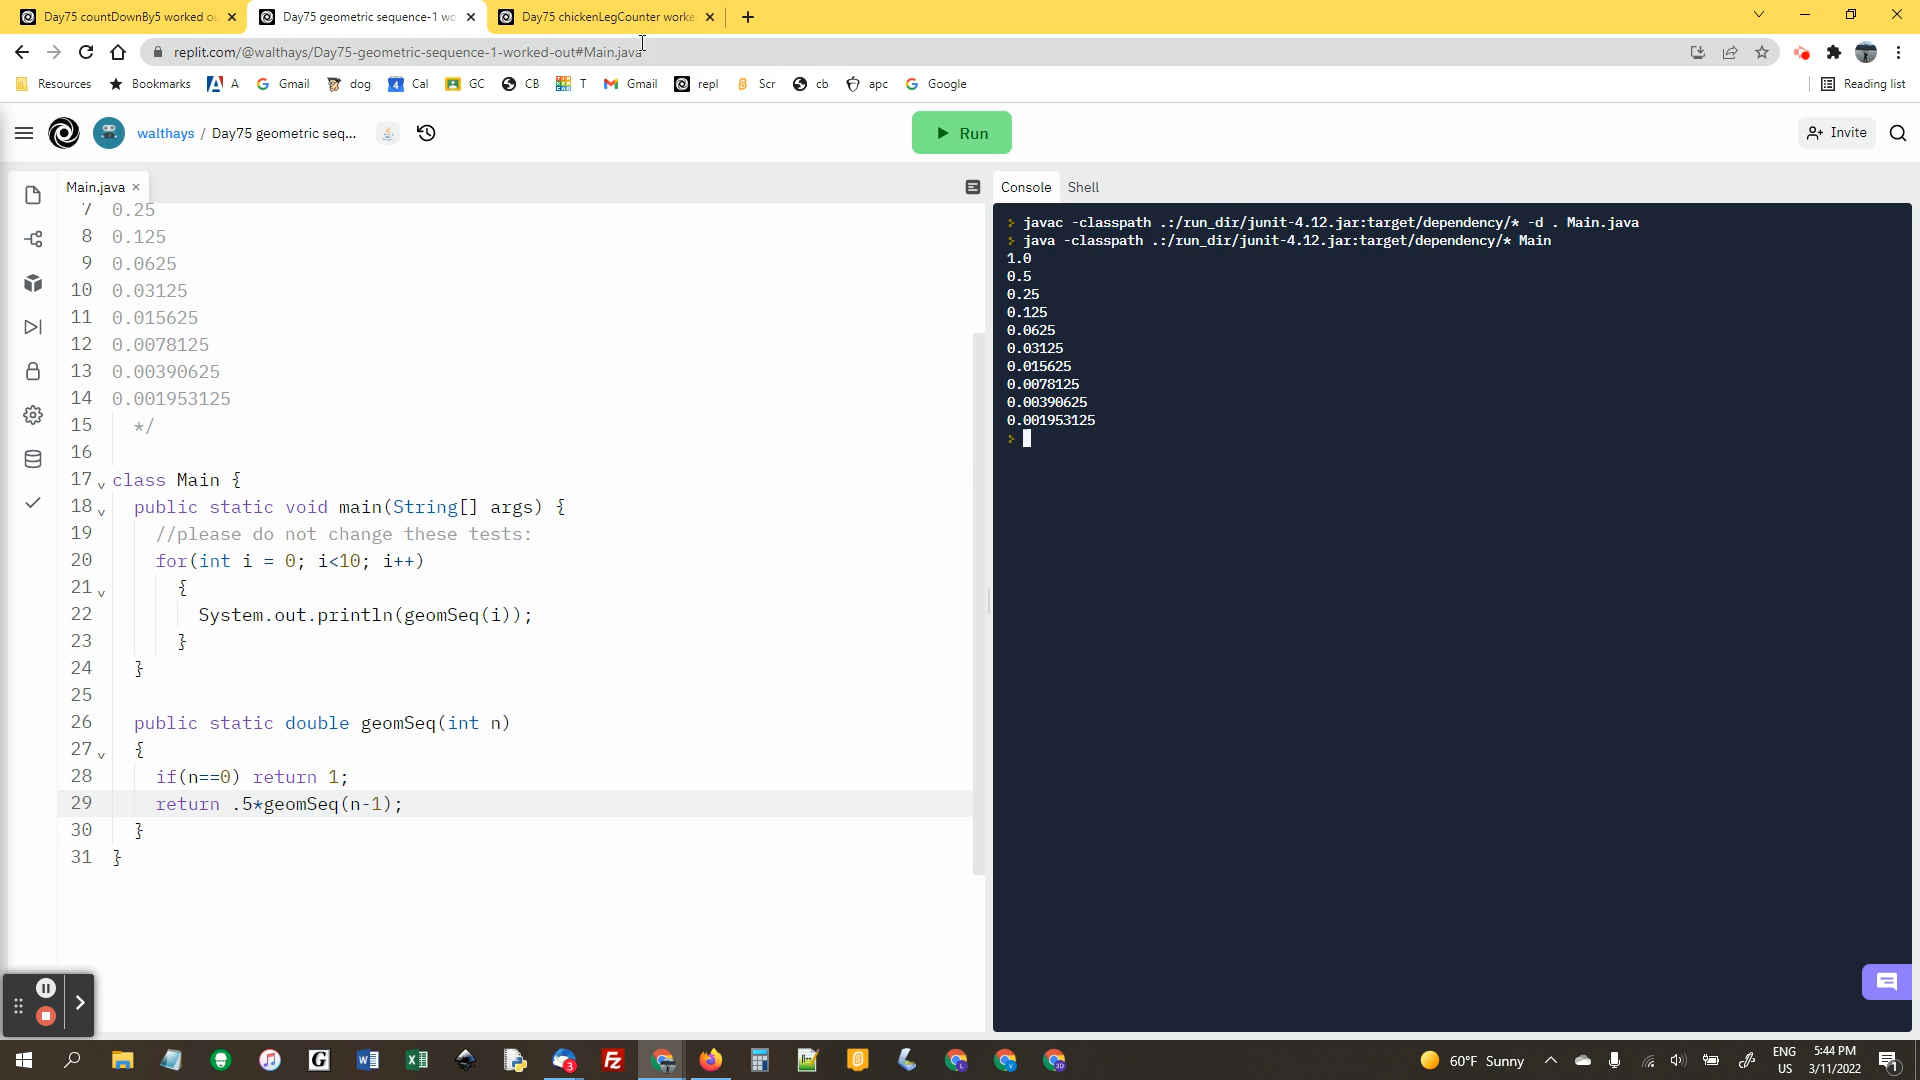 Day75 countDownBy5 worked ou
Day75 geometric sequence-1 wo
Day75 chickenLegCounter worke
replit.com/@walthays/Day75-geometric-sequence-1-worked-out#Main.java
Resources
Bookmarks
A
Gmail
dog
Cal
GC
CB
T
Gmail
repl
Scr
cb
apc
Google
Reading list
walthays / Day75 geometric seq...
Run
Invite
Main.java
Console
Shell
7 0.25
8 0.125
9 0.0625
10 0.03125
11 0.015625
12 0.0078125
13 0.00390625
14 0.001953125
15 */
16
17 class Main {
18 public static void main(String[] args) {
19 //please do not change these tests:
20 for(int i = 0; i<10; i++)
21 {
22 System.out.println(geomSeq(i));
23 }
24 }
25
26 public static double geomSeq(int n)
27 {
28 if(n==0) return 1;
29 return .5*geomSeq(n-1);
30 }
31 }
javac -classpath .:/run_dir/junit-4.12.jar:target/dependency/* -d . Main.java
java -classpath .:/run_dir/junit-4.12.jar:target/dependency/* Main
1.0
0.5
0.25
0.125
0.0625
0.03125
0.015625
0.0078125
0.00390625
0.001953125
60°F Sunny
ENG
US
5:44 PM
3/11/2022